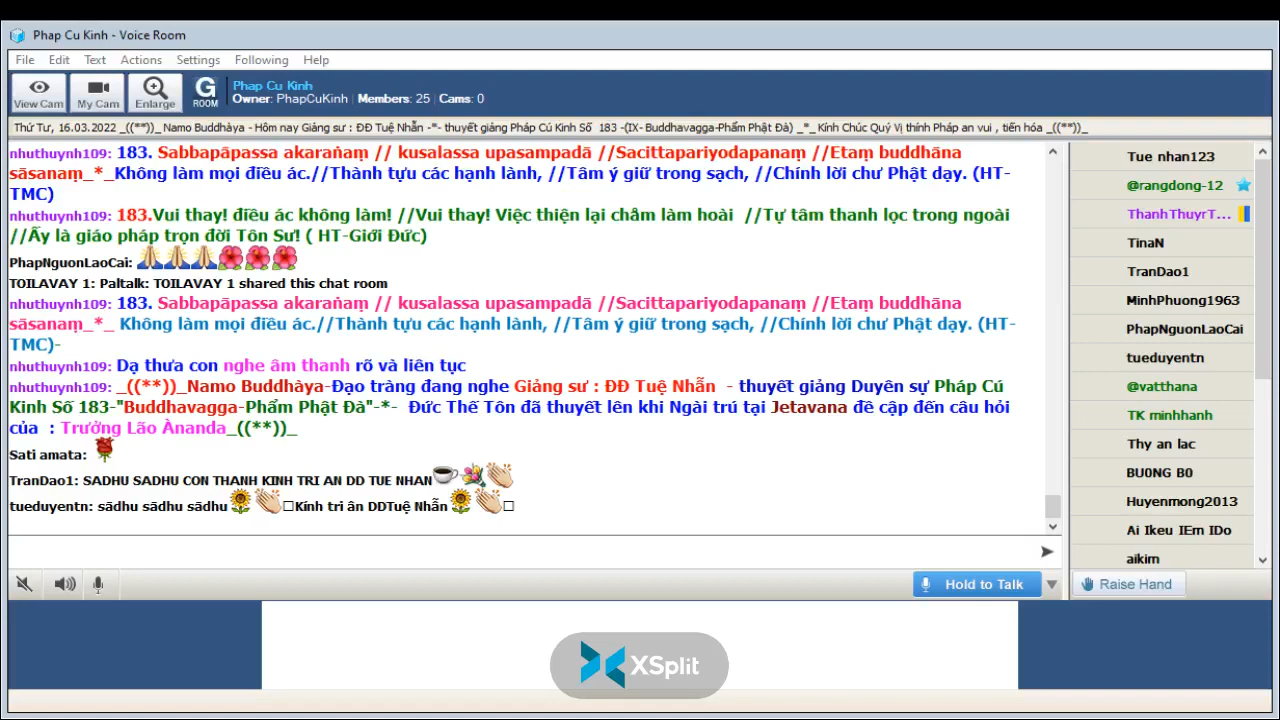 Phap Cu Kinh - Voice Room
File Edit Text Actions Settings Following Help
View Cam My Cam Enlarge G ROOM
Phap Cu Kinh
Owner: PhapCuKinh Members: 25 Cams: 0
Thứ Tư, 16.03.2022 _((**))_ Namo Buddhàya - Hôm nay Giảng sư : ĐĐ Tuệ Nhẫn -*- thuyết giảng Pháp Cú Kinh Số 183 -(IX- Buddhavagga-Phẩm Phật Đà) _*_ Kính Chúc Quý Vị thính Pháp an vui , tiến hóa _((**))_
nhuthuynh109: 183. Sabbapāpassa akaraṅaṃ // kusalassa upasampadā //Sacittapariyodapanaṃ //Etaṃ buddhāna
sāsanaṃ_*_Không làm mọi điều ác.//Thành tựu các hạnh lành, //Tâm ý giữ trong sạch, //Chính lời chư Phật dạy. (HT-
TMC)
nhuthuynh109: 183.Vui thay! điều ác không làm! //Vui thay! Việc thiện lại chăm làm hoài //Tự tâm thanh lọc trong ngoài
//Ấy là giáo pháp trọn đời Tôn Sư! ( HT-Giới Đức)
PhapNguonLaoCai:
TOILAVAY 1: Paltalk: TOILAVAY 1 shared this chat room
nhuthuynh109: 183. Sabbapāpassa akaraṅaṃ // kusalassa upasampadā //Sacittapariyodapanaṃ //Etaṃ buddhāna
sāsanaṃ_*_ Không làm mọi điều ác.//Thành tựu các hạnh lành, //Tâm ý giữ trong sạch, //Chính lời chư Phật dạy. (HT-
TMC)-
nhuthuynh109: Dạ thưa con nghe âm thanh rõ và liên tục
nhuthuynh109: _((**))_Namo Buddhàya-Đạo tràng đang nghe Giảng sư : ĐĐ Tuệ Nhẫn - thuyết giảng Duyên sự Pháp Cú
Kinh Số 183-"Buddhavagga-Phẩm Phật Đà"-*- Đức Thế Tôn đã thuyết lên khi Ngài trú tại Jetavana đề cập đến câu hỏi
của : Trưởng Lão Ànanda_((**))_
Sati amata:
TranDao1: SADHU SADHU CON THANH KINH TRI AN DD TUE NHAN
tueduyentn: sādhu sādhu sādhu Kính tri ân DDTuệ Nhẫn
Tue nhan123
@rangdong-12
ThanhThuyrT...
TinaN
TranDao1
MinhPhuong1963
PhapNguonLaoCai
tueduyentn
@vatthana
TK minhhanh
Thy an lac
BU0NG B0
Huyenmong2013
Ai Ikeu IEm IDo
aikim
Hold to Talk
Raise Hand
XSplit